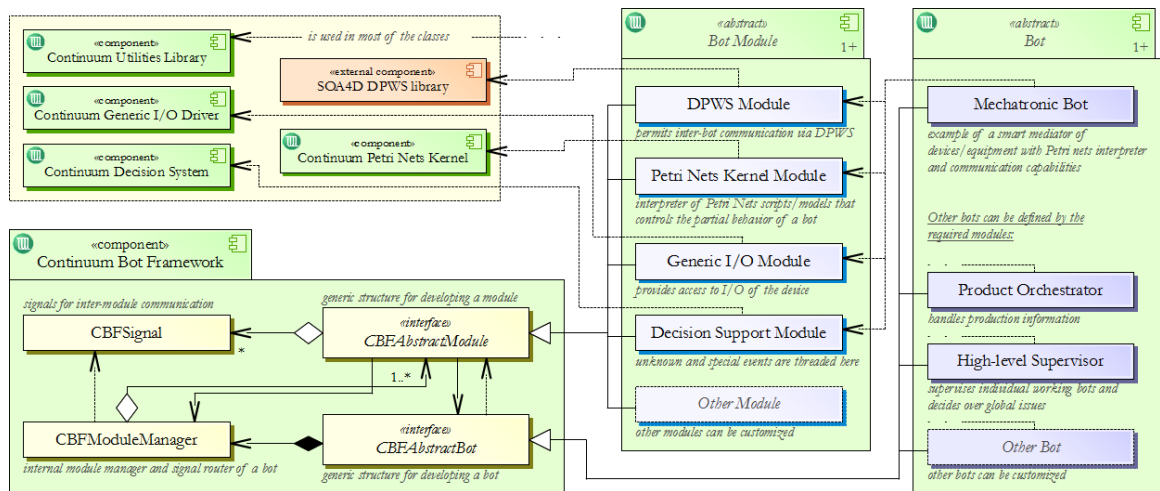 «component»
Continuum Utilities Library
is used in most of the classes
«external component»
SOA4D DPWS library
«component»
Continuum Generic I/O Driver
«component»
Continuum Petri Nets Kernel
«component»
Continuum Decision System
«component»
Continuum Bot Framework
signals for inter-module communication
CBFSignal
*
generic structure for developing a module
«interface»
CBFAbstractModule
1..*
CBFModuleManager
internal module manager and signal router of a bot
«interface»
CBFAbstractBot
generic structure for developing a bot
«abstract»
Bot Module
1+
DPWS Module
permits inter-bot communication via DPWS
Petri Nets Kernel Module
interpreter of Petri Nets scripts/models that
controls the partial behavior of a bot
Generic I/O Module
provides access to I/O of the device
Decision Support Module
unknown and special events are threaded here
Other Module
other modules can be customized
«abstract»
Bot
1+
Mechatronic Bot
example of a smart mediator of
devices/equipment with Petri nets interpreter
and communication capabilities
Other bots can be defined by the
required modules:
Product Orchestrator
handles production information
High-level Supervisor
supervises individual working bots and
decides over global issues
Other Bot
other bots can be customized